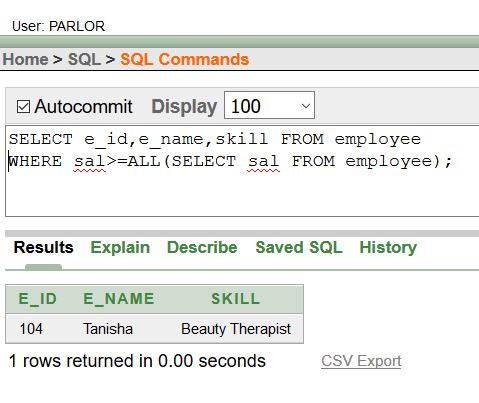 User: PARLOR
Home > SQL > SQL Commands
Autocommit Display 100
SELECT e_id,e_name,skill FROM employee
WHERE sal>=ALL(SELECT sal FROM employee);
Results Explain Describe Saved SQL History
E_ID E_NAME SKILL
104 Tanisha Beauty Therapist
1 rows returned in 0.00 seconds CSV Export